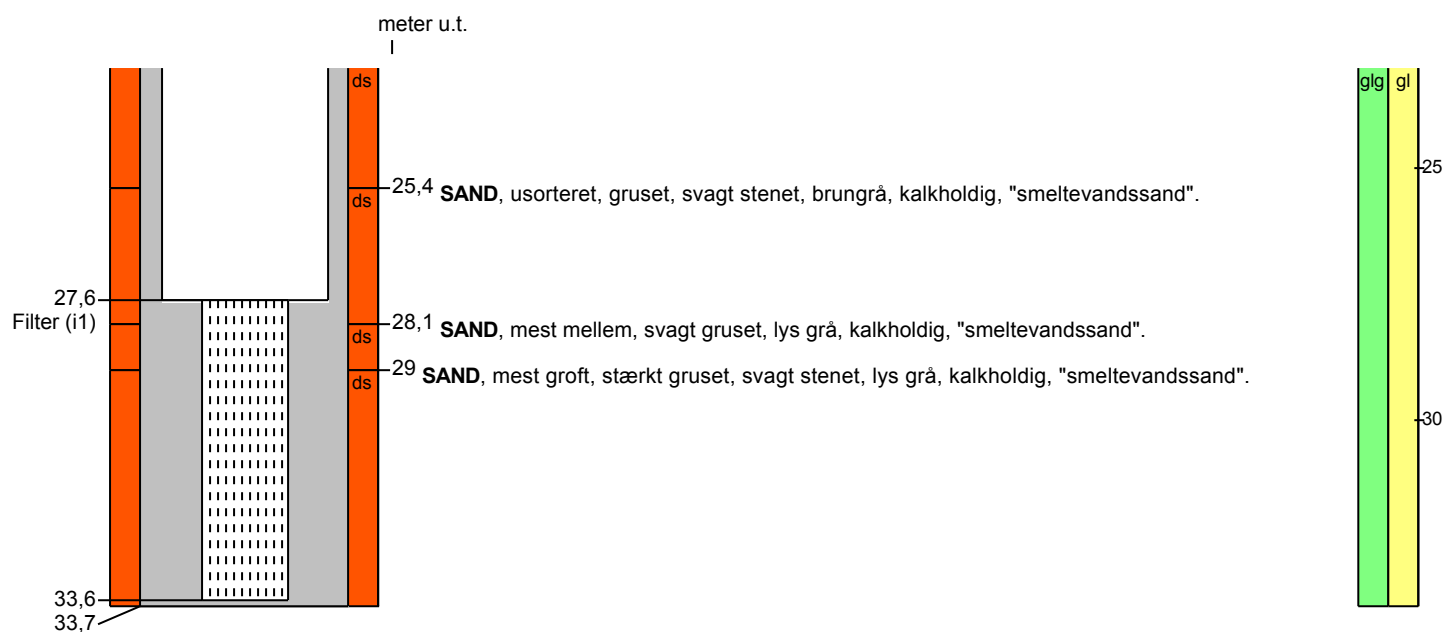 meter u.t.
ds
glg gl
25
25,4 SAND, usorteret, gruset, svagt stenet, brungrå, kalkholdig, "smeltevandssand".
ds
27,6
Filter (i1)
28,1 SAND, mest mellem, svagt gruset, lys grå, kalkholdig, "smeltevandssand".
ds
29 SAND, mest groft, stærkt gruset, svagt stenet, lys grå, kalkholdig, "smeltevandssand".
ds
30
33,6
33,7